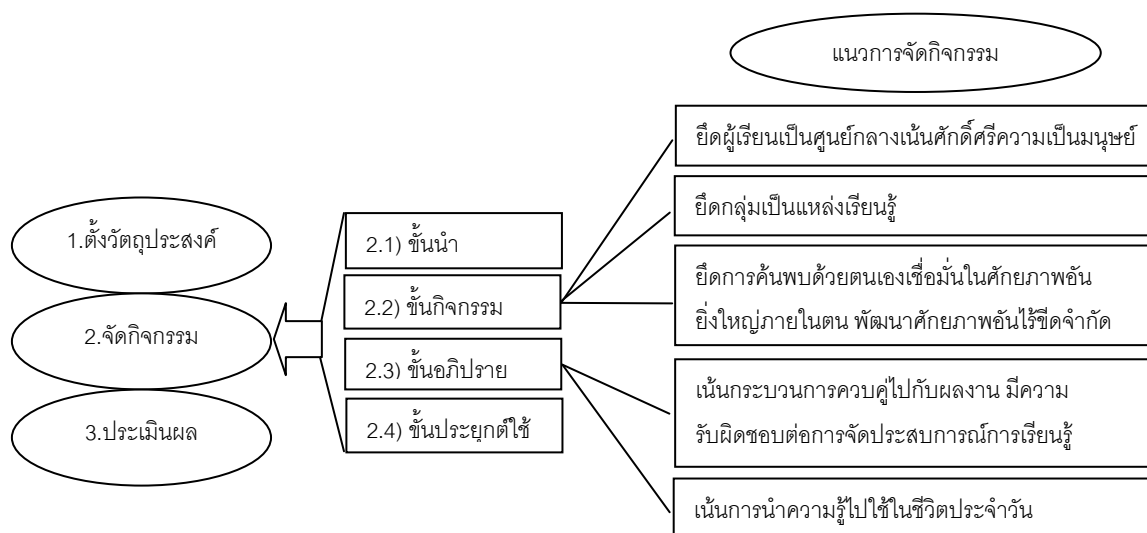 แนวการจัดกิจกรรม
ยึดผู้เรียนเป็นศูนย์กลางเน้นศักดิ์ศรีความเป็นมนุษย์
ยึดกลุ่มเป็นแหล่งเรียนรู้
ยึดการค้นพบด้วยตนเองเชื่อมั่นในศักยภาพอัน
ยิ่งใหญ่ภายในตน พัฒนาศักยภาพอันไร้ขีดจำกัด
เน้นกระบวนการควบคู่ไปกับผลงาน มีความ
รับผิดชอบต่อการจัดประสบการณ์การเรียนรู้
เน้นการนำความรู้ไปใช้ในชีวิตประจำวัน
1.ตั้งวัตถุประสงค์
2.จัดกิจกรรม
3.ประเมินผล
2.1) ขั้นนำ
2.2) ขั้นกิจกรรม
2.3) ขั้นอภิปราย
2.4) ขั้นประยุกต์ใช้